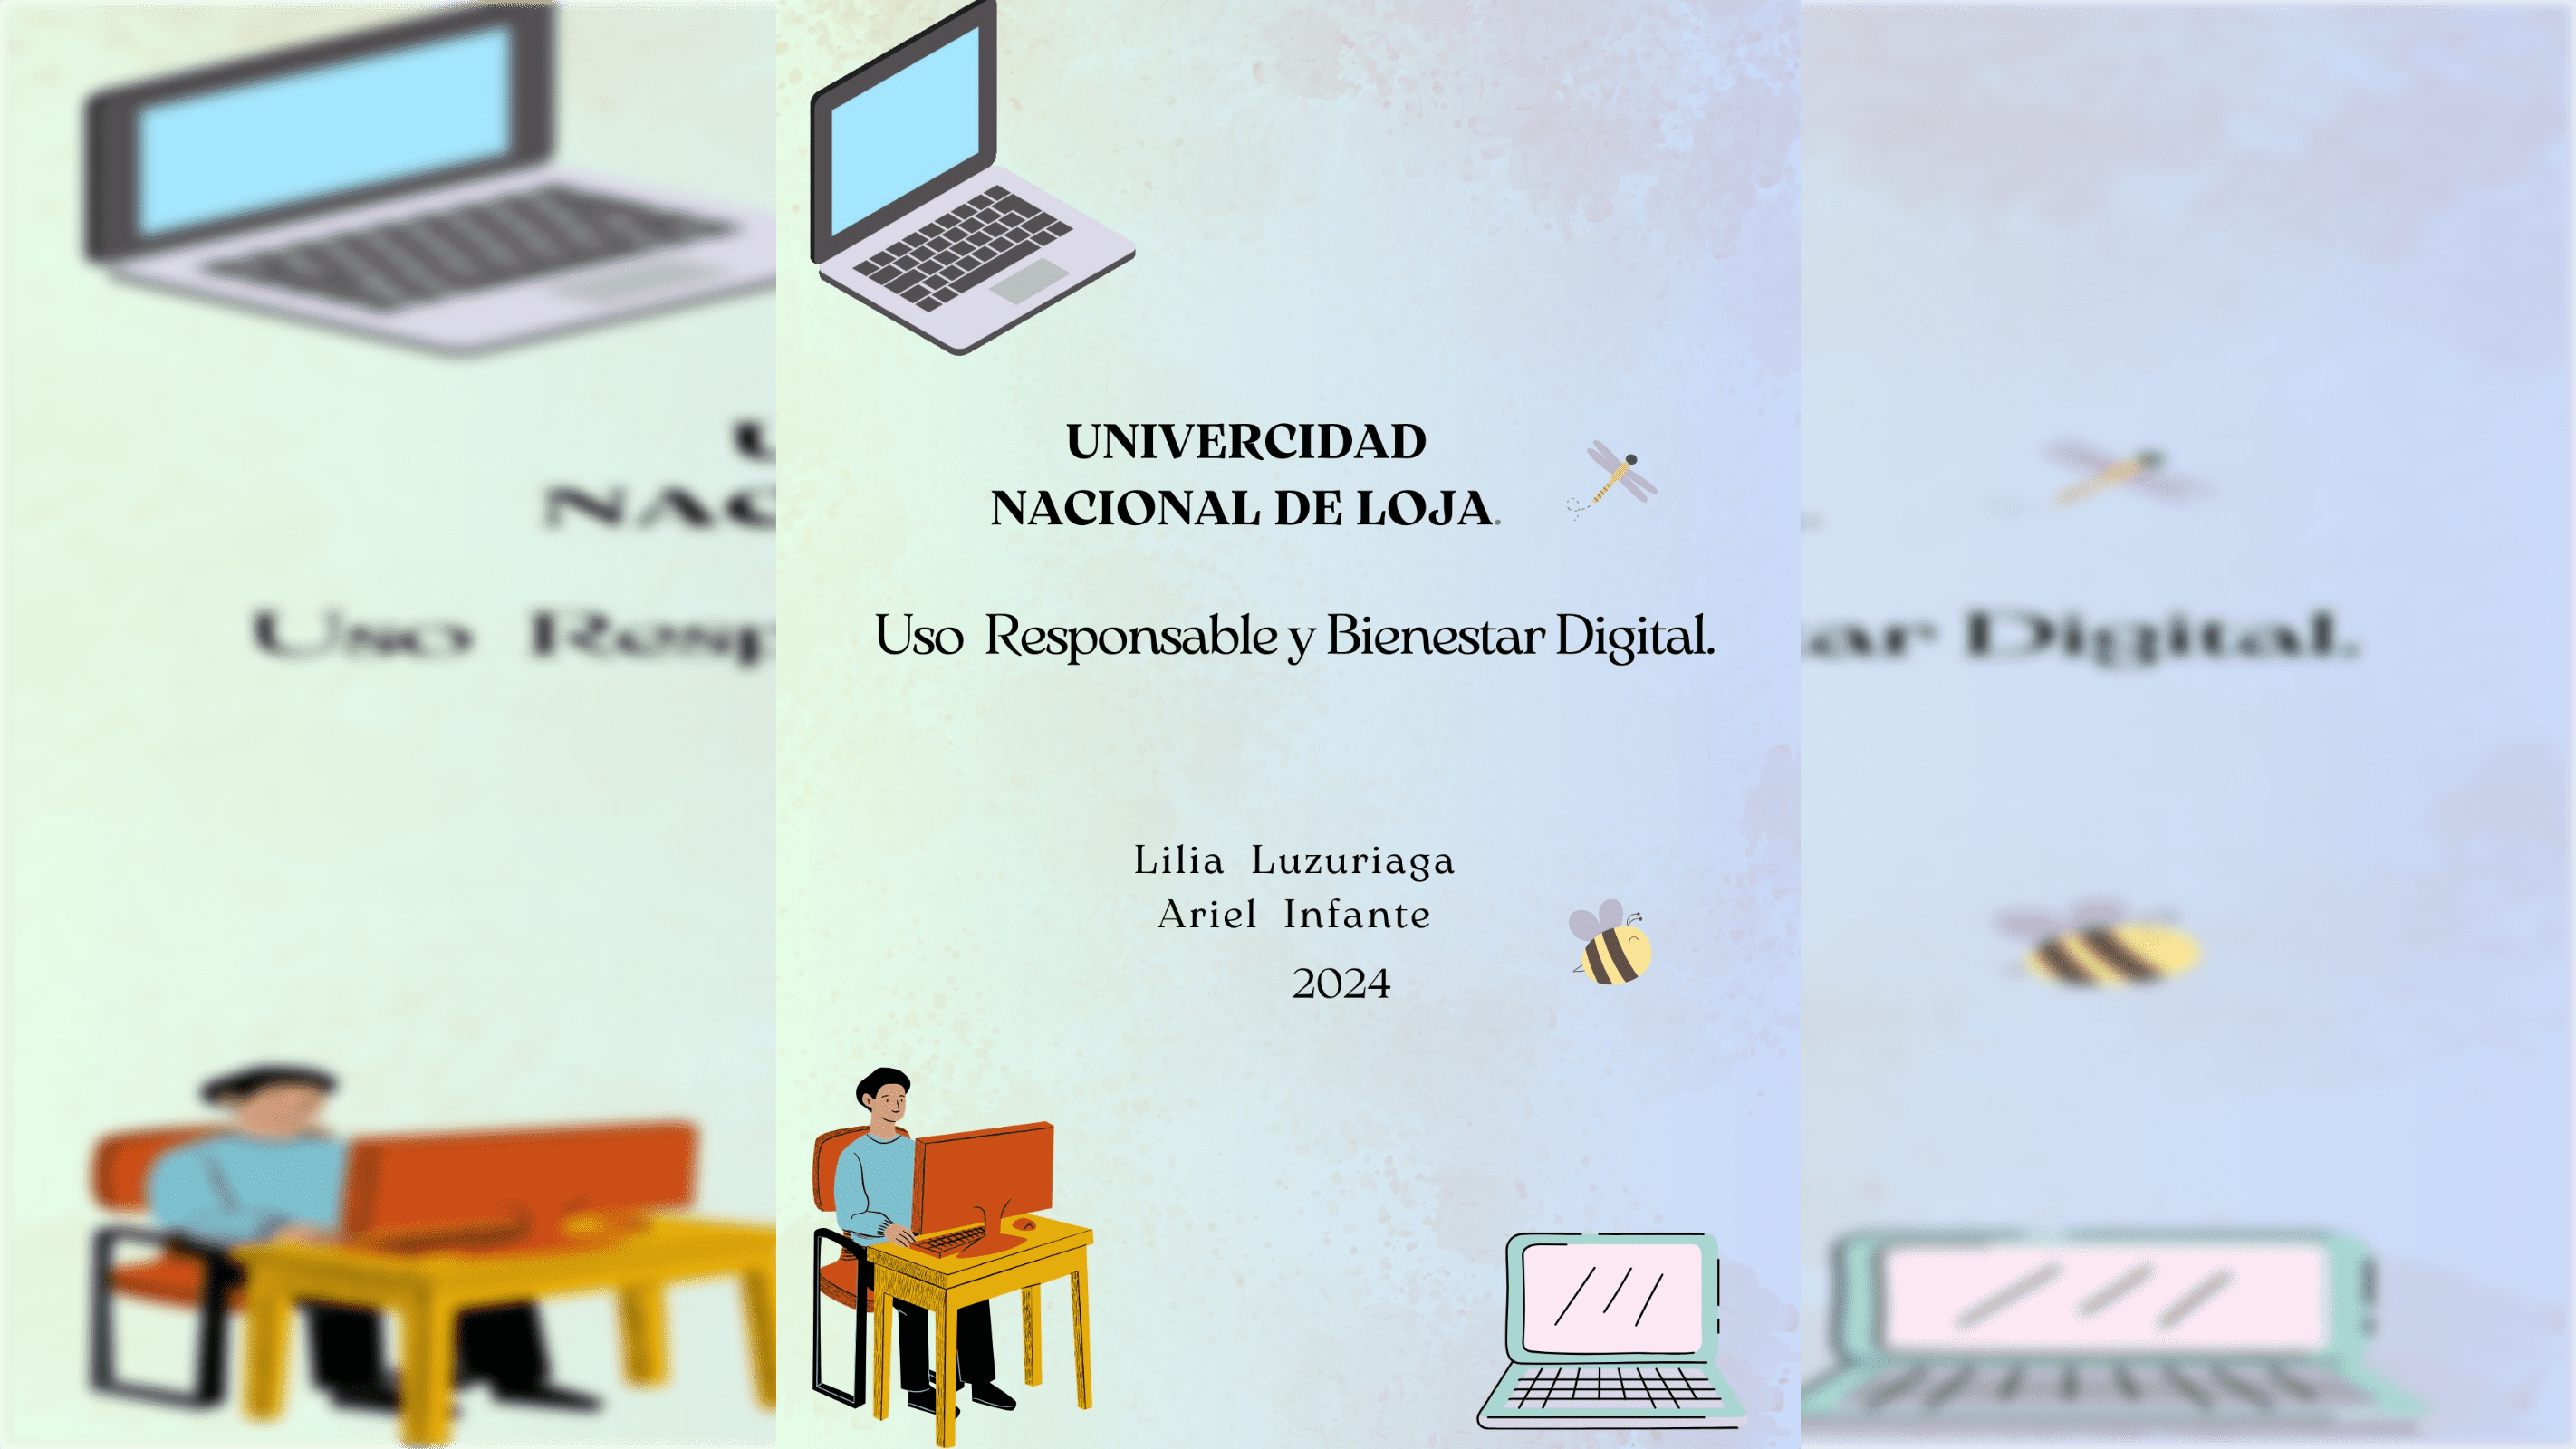 UNIVERCIDAD
NACIONAL DE LOJA.
Uso Responsable y Bienestar Digital.
Lilia Luzuriaga
Ariel Infante
2024